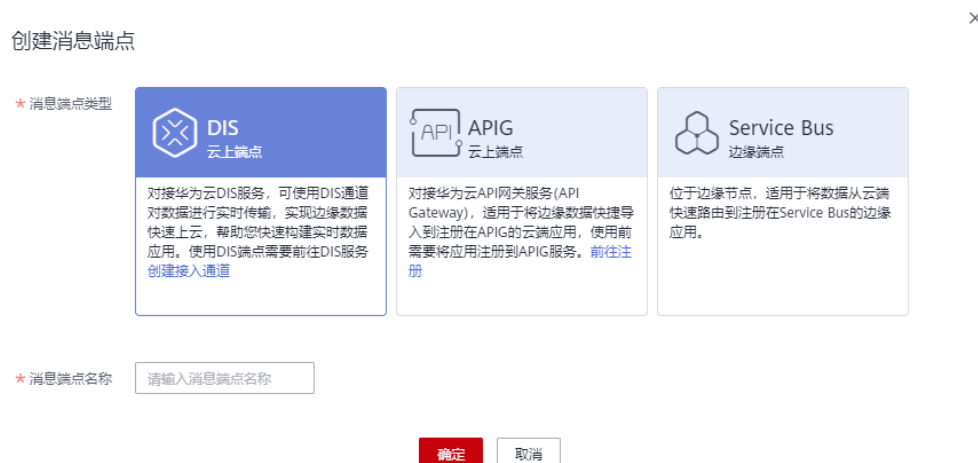 创建消息端点
* 消息端点类型
DIS
云上端点
对接华为云DIS服务，可使用DIS通道
对数据进行实时传输，实现边缘数据
快速上云，帮助您快速构建实时数据
应用。使用DIS端点需要前往DIS服务
创建接入通道
API
APIG
云上端点
对接华为云API网关服务(API
Gateway)，适用于将边缘数据快捷导
入到注册在APIG的云端应用，使用前
需要将应用注册到APIG服务。前往注
册
Service Bus
边缘端点
位于边缘节点，适用于将数据从云端
快速路由到注册在Service Bus的边缘
应用。
* 消息端点名称
请输入消息端点名称
确定
取消